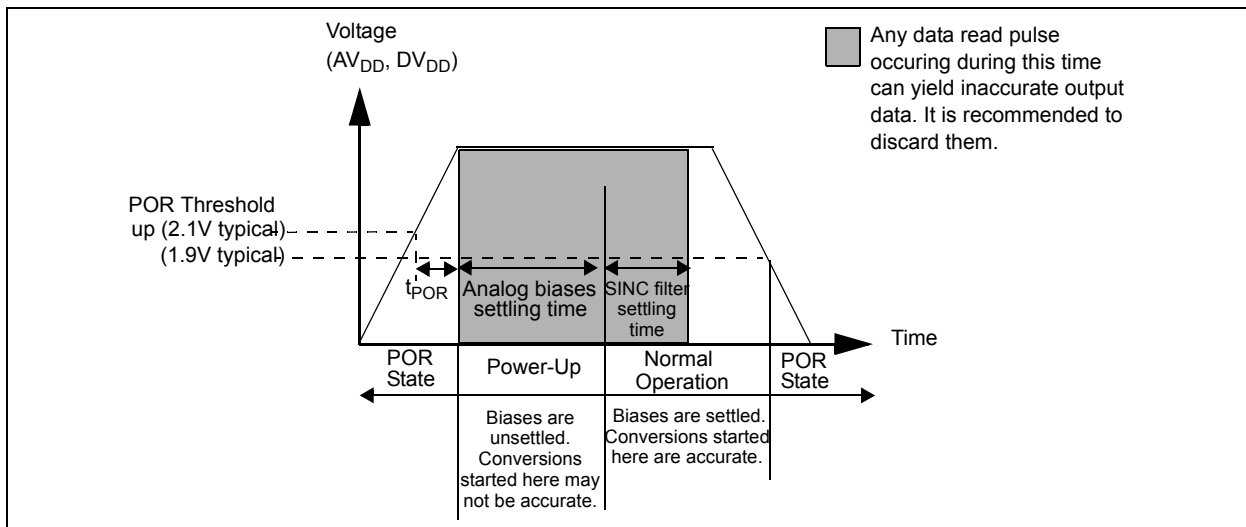 Voltage
(AVDD, DVDD)
Any data read pulse
occuring during this time
can yield inaccurate output
data. It is recommended to
discard them.
POR Threshold
up (2.1V typical)
(1.9V typical)
tPOR
Analog biases
settling time
SINC filter
settling
time
Time
POR
State
Power-Up
Normal
Operation
POR
State
Biases are
unsettled.
Conversions
started here may
not be accurate.
Biases are settled.
Conversions started
here are accurate.